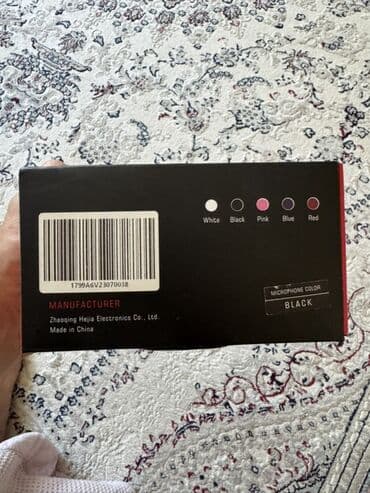 White Black Pink Blue Red
1799A6V23070038
MICROPHONE COLOR
BLACK
MANUFACTURER
Zhaoqing Hejia Electronics Co., Ltd.
Made in China